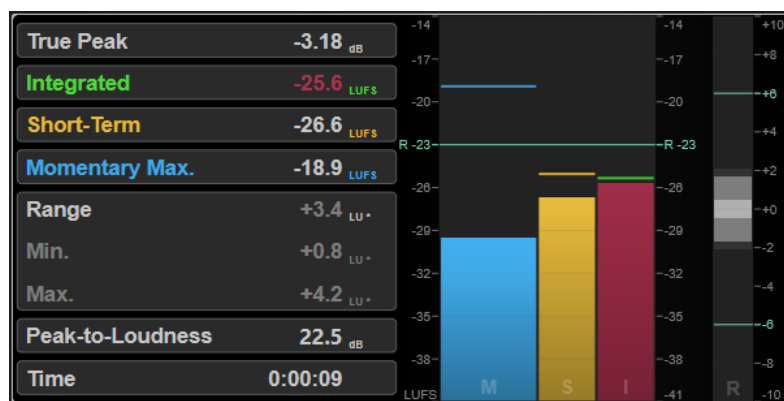 True Peak -3.18 dB
Integrated -25.6 LUFS
Short-Term -26.6 LUFS
Momentary Max. -18.9 LUFS
Range +3.4 LU*
Min. +0.8 LU*
Max. +4.2 LU*
Peak-to-Loudness 22.5 dB
Time 0:00:09
-14
-17-
-20-
R -23-
-26-
-29-
-32-
-35-
-38-
LUFS
M
S
I
-14
-17
-20
R -23
-26
-29
-32
-35
-38
-41
R
+10
+8
+6
+4
+2
+0
-2
-4
-6
-8
-10